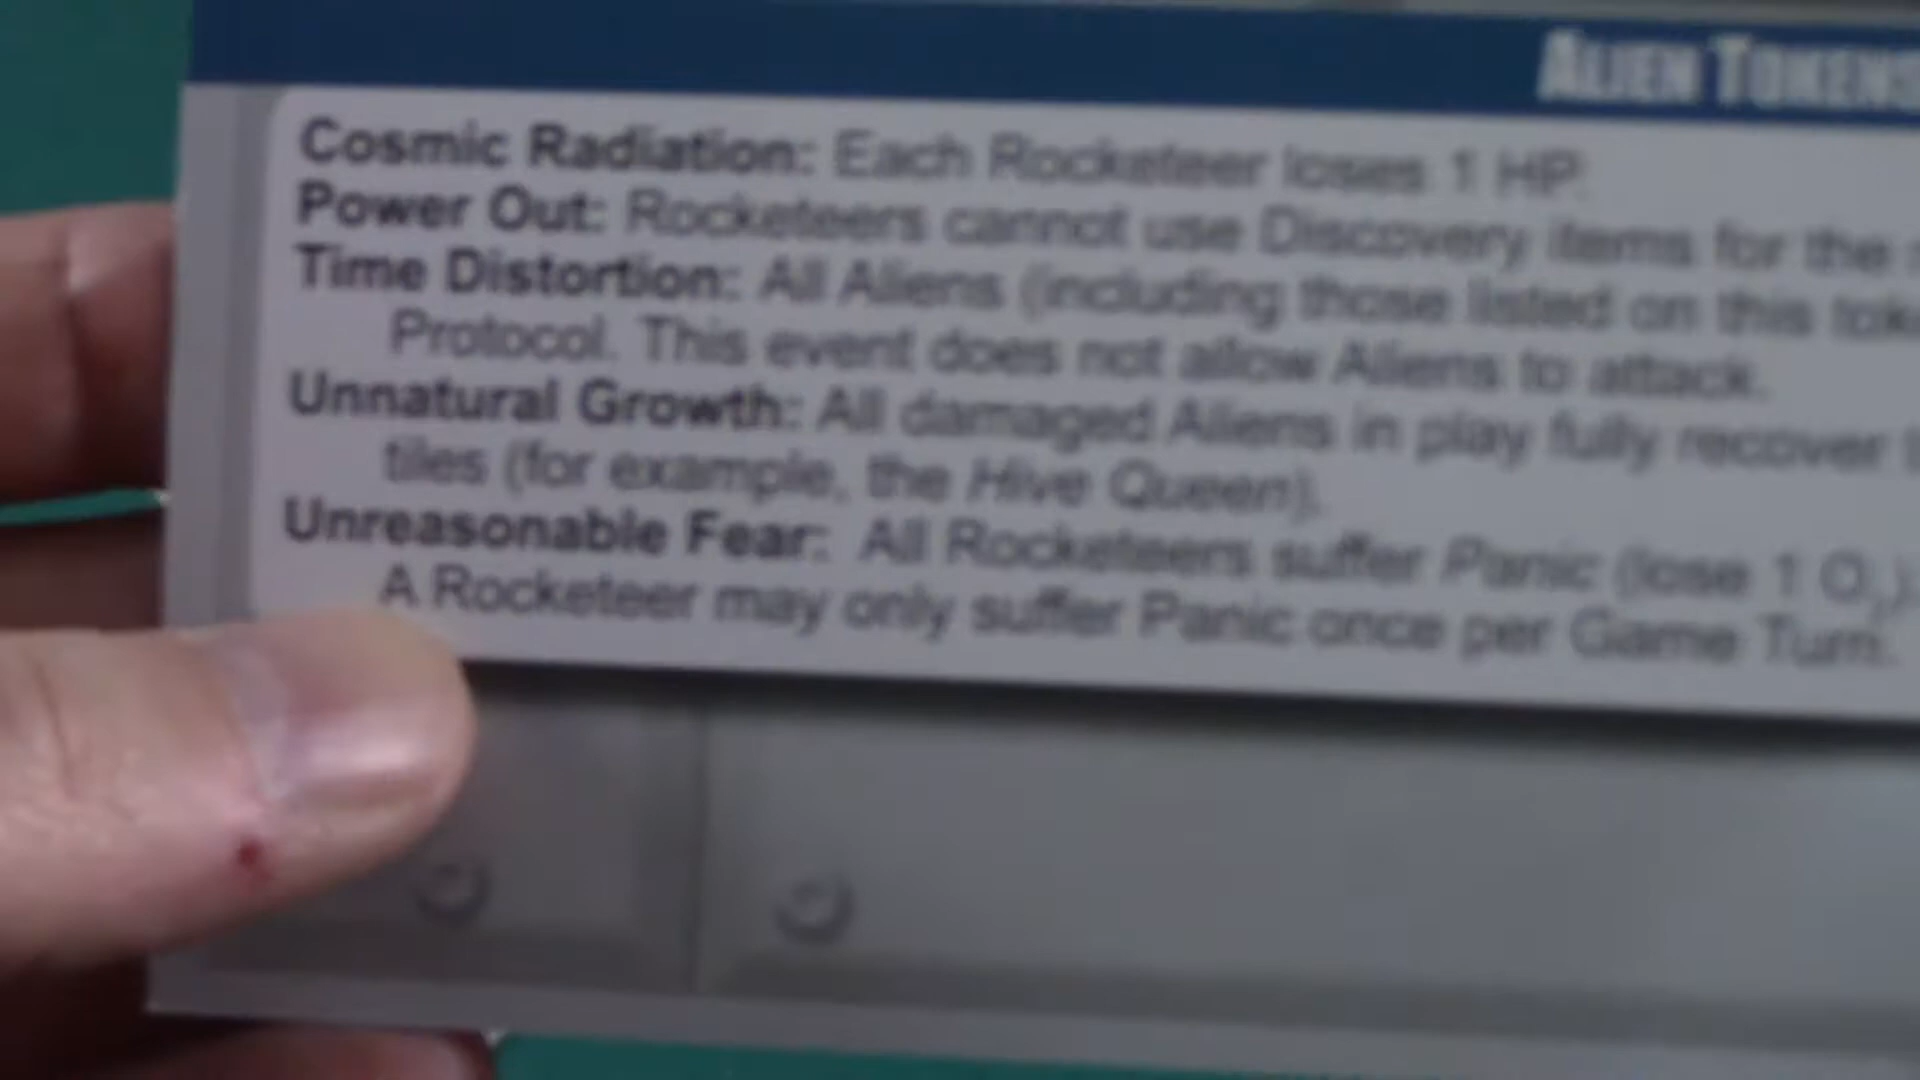 ALIEN TOKENS
Cosmic Radiation: Each Rocketeer loses 1 HP.
Power Out: Rocketeers cannot use Discovery items for the
Time Distortion: All Aliens (including those listed on this
Protocol. This event does not allow Aliens to attack.
Unnatural Growth: All damaged Aliens in play fully recover
tiles (for example, the Hive Queen).
Unreasonable Fear: All Rocketeers suffer Panic (lose 1 O₂).
A Rocketeer may only suffer Panic once per Game Turn.